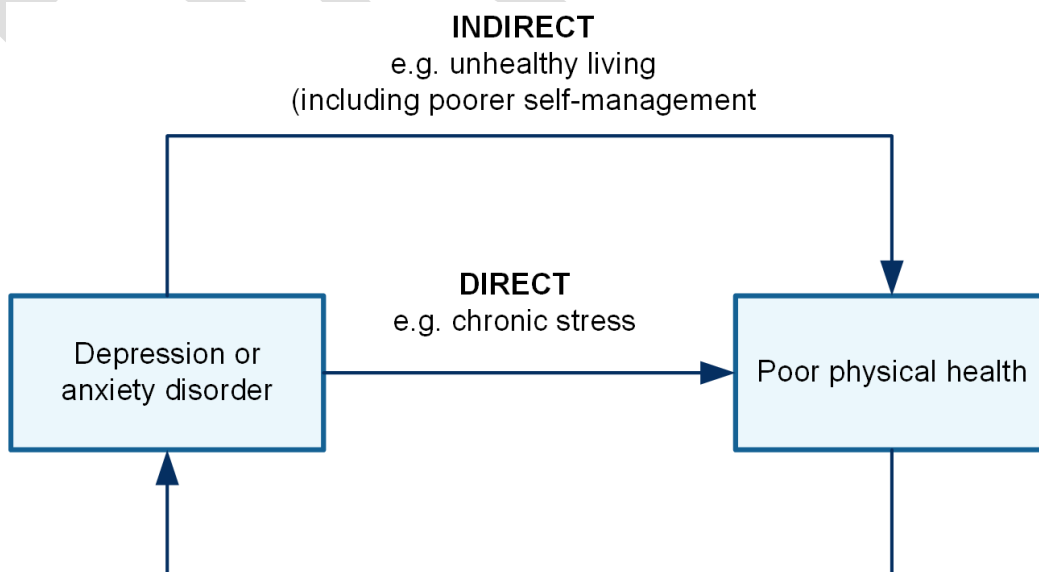 INDIRECT
e.g. unhealthy living
(including poorer self-management
DIRECT
e.g. chronic stress
Depression or
anxiety disorder
Poor physical health